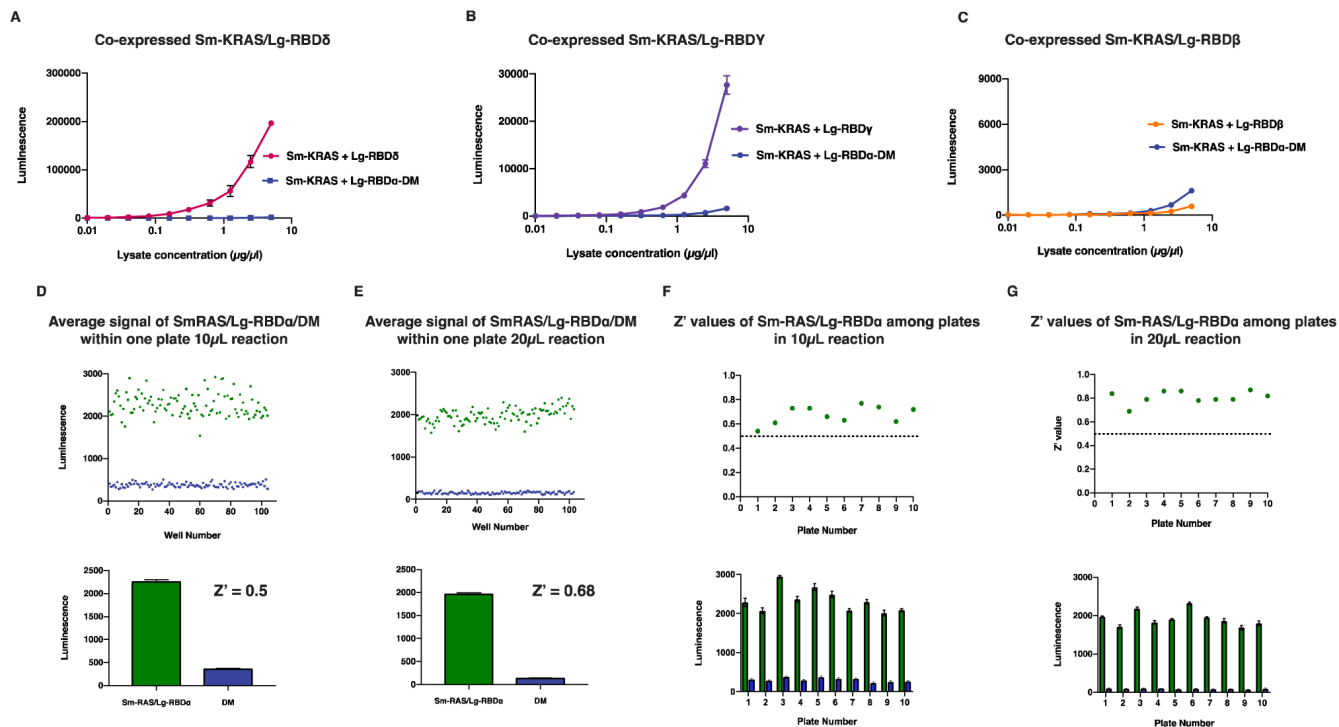 A
Co-expressed Sm-KRAS/Lg-RBDδ
Luminescence
300000
200000
100000
0
0.01
0.1
1
10
Lysate concentration (µg/µl)
Sm-KRAS + Lg-RBDδ
Sm-KRAS + Lg-RBDα-DM
B
Co-expressed Sm-KRAS/Lg-RBDY
Luminescence
30000
20000
10000
0
0.01
0.1
1
10
Lysate concentration (µg/µl)
Sm-KRAS + Lg-RBDγ
Sm-KRAS + Lg-RBDα-DM
C
Co-expressed Sm-KRAS/Lg-RBDβ
Luminescence
9000
6000
3000
0
0.01
0.1
1
10
Lysate concentration (µg/µl)
Sm-KRAS + Lg-RBDβ
Sm-KRAS + Lg-RBDα-DM
D
Average signal of SmRAS/Lg-RBDα/DM
within one plate 10µL reaction
Luminescence
3000
2000
1000
0
0
20
40
60
80
100
Well Number
Luminescence
2500
2000
1500
1000
500
0
Z’ = 0.5
Sm-RAS/Lg-RBDα
DM
E
Average signal of SmRAS/Lg-RBDα/DM
within one plate 20µL reaction
3000
2000
1000
0
0
20
40
60
80
100
Well Number
2500
2000
1500
1000
500
0
Z’ = 0.68
Sm-RAS/Lg-RBDα
DM
F
Z’ values of Sm-RAS/Lg-RBDα among plates
in 10µL reaction
1.0
0.8
0.6
0.4
0.2
0.0
1 2 3 4 5 6 7 8 9 10
Plate Number
Luminescence
3000
2000
1000
0
1 2 3 4 5 6 7 8 9 10
Plate Number
G
Z’ values of Sm-RAS/Lg-RBDα among plates
in 20µL reaction
Z’ value
1.0
0.8
0.6
0.4
0.2
0.0
1 2 3 4 5 6 7 8 9 10
Plate Number
Luminescence
3000
2000
1000
0
1 2 3 4 5 6 7 8 9 10
Plate Number